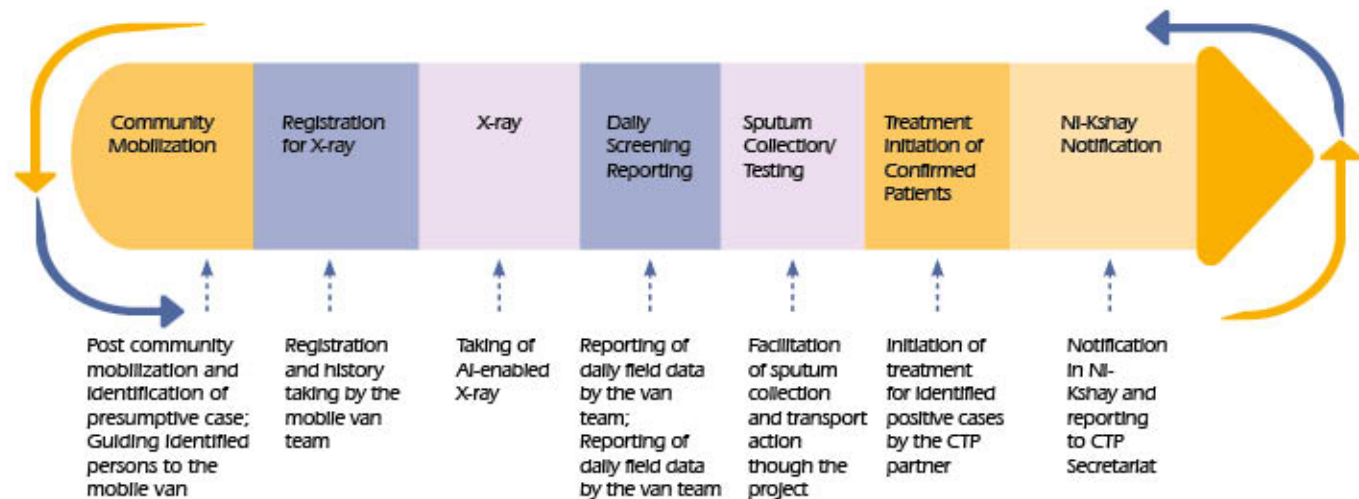 Community
Mobilization
Registration
for X-ray
X-ray
Daily
Screening
Reporting
Sputum
Collection/
Testing
Treatment
Initiation of
Confirmed
Patients
Ni-Kshay
Notification
Post community
mobilization and
identification of
presumptive case;
Guiding identified
persons to the
mobile van
Registration
and history
taking by the
mobile van
team
Taking of
AI-enabled
X-ray
Reporting of
daily field data
by the van
team;
Reporting of
daily field data
by the van team
Facilitation
of sputum
collection
and transport
action
though the
project
Initiation of
treatment
for identified
positive cases
by the CTP
partner
Notification
in Ni-
Kshay and
reporting
to CTP
Secretariat